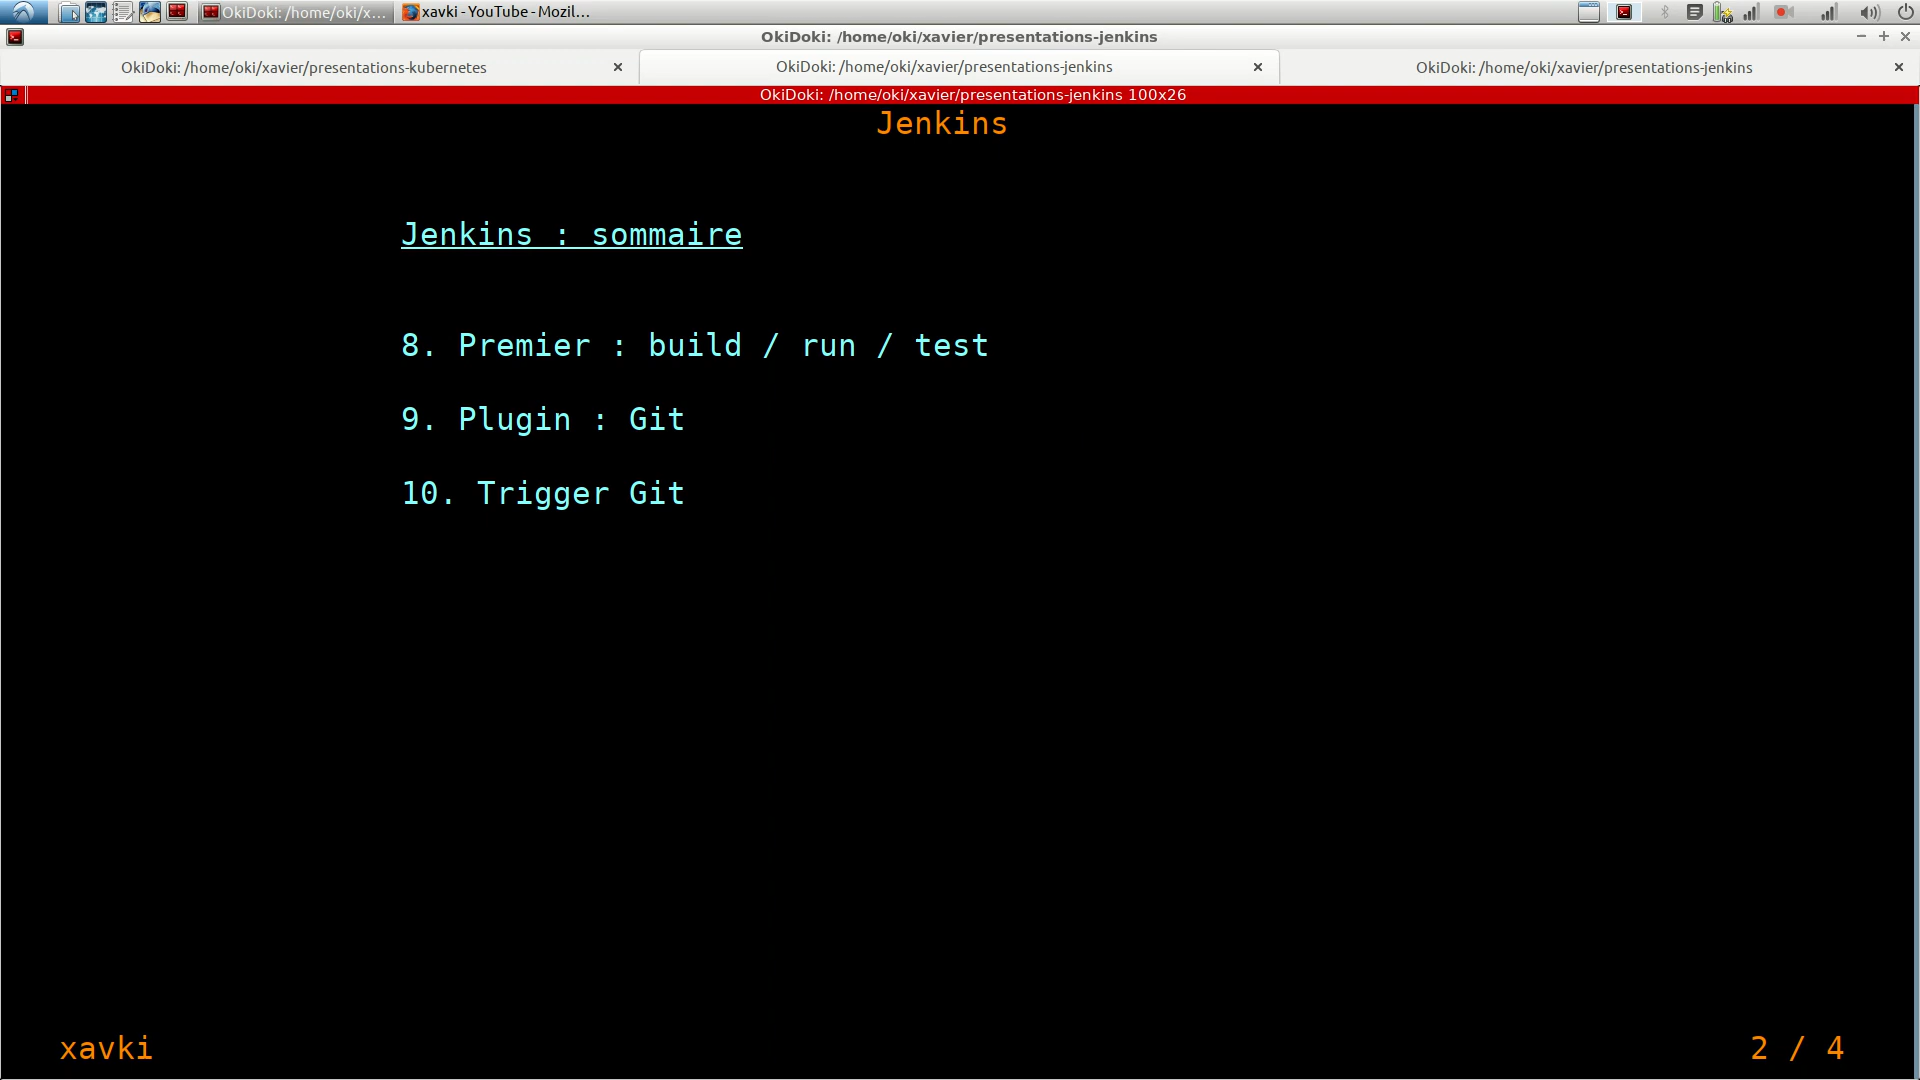 OkiDoki: /home/oki/x...
xavki - YouTube - Mozil...
OkiDoki: /home/oki/xavier/presentations-jenkins
OkiDoki: /home/oki/xavier/presentations-kubernetes
OkiDoki: /home/oki/xavier/presentations-jenkins
OkiDoki: /home/oki/xavier/presentations-jenkins
OkiDoki: /home/oki/xavier/presentations-jenkins 100x26
Jenkins
Jenkins : sommaire
8. Premier : build / run / test
9. Plugin : Git
10. Trigger Git
xavki
2 / 4